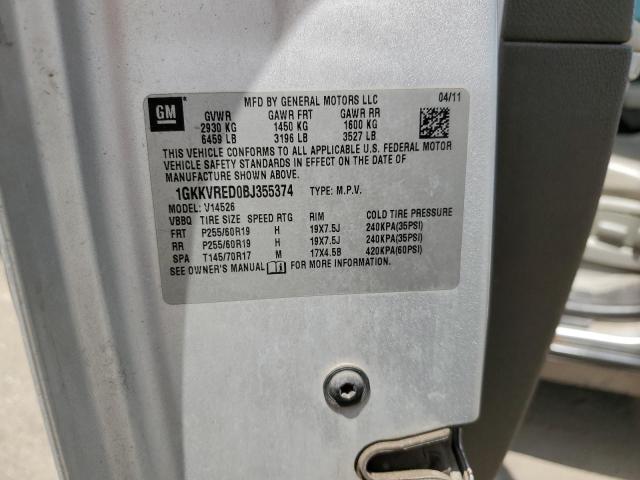 GM
MFD BY GENERAL MOTORS LLC 04/11
GVWR GAWR FRT GAWR RR
2930 KG 1450 KG 1600 KG
6459 LB 3196 LB 3527 LB
THIS VEHICLE CONFORMS TO ALL APPLICABLE U.S. FEDERAL MOTOR
VEHICLE SAFETY STANDARDS IN EFFECT ON THE DATE OF
MANUFACTURE SHOWN ABOVE.
1GKKVRED0BJ355374 TYPE: M.P.V.
MODEL: V14526
VBBQ TIRE SIZE SPEED RTG RIM COLD TIRE PRESSURE
FRT P255/60R19 H 19X7.5J 240KPA(35PSI)
RR P255/60R19 H 19X7.5J 240KPA(35PSI)
SPA T145/70R17 M 17X4.5B 420KPA(60PSI)
SEE OWNER'S MANUAL FOR MORE INFORMATION.